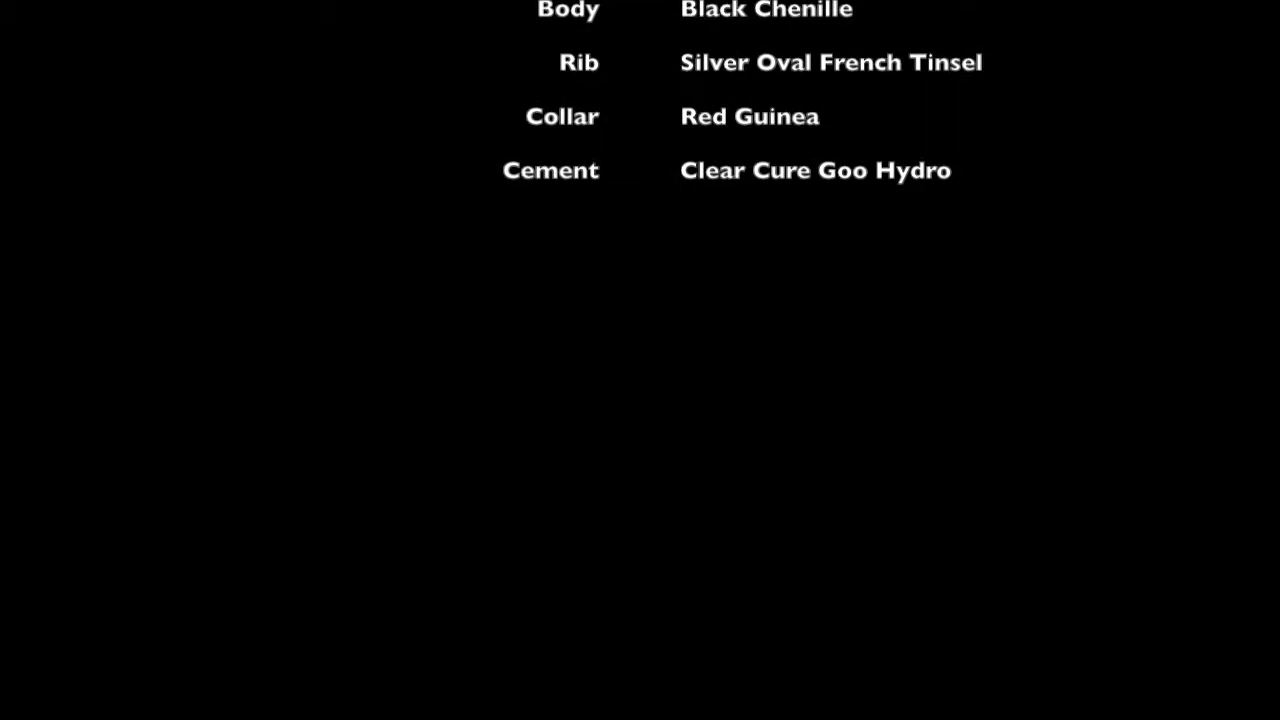 Body Black Chenille
Rib Silver Oval French Tinsel
Collar Red Guinea
Cement Clear Cure Goo Hydro